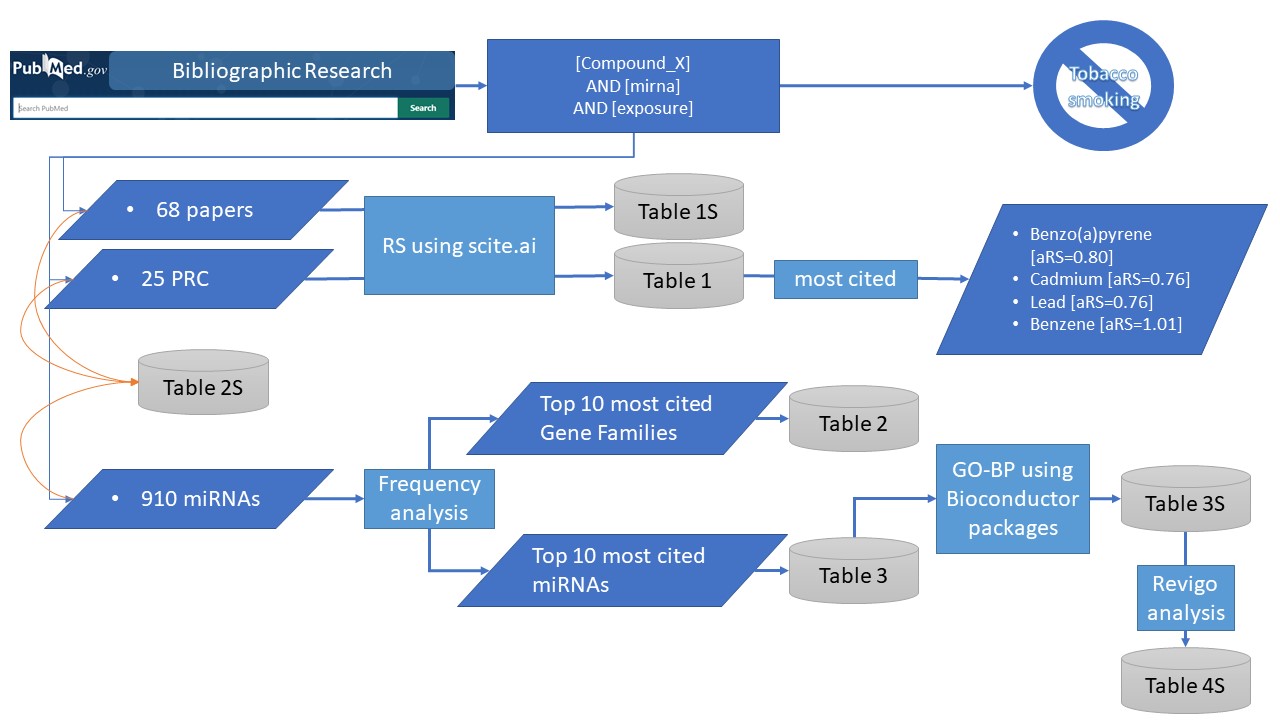 PubMed.gov
Bibliographic Research
Search PubMed
Search
[Compound_X]
AND [mirna]
AND [exposure]
Tobacco
smoking
• 68 papers
• 25 PRC
RS using scite.ai
Table 1S
Table 1
most cited
• Benzo(a)pyrene
[aRS=0.80]
• Cadmium [aRS=0.76]
• Lead [aRS=0.76]
• Benzene [aRS=1.01]
Table 2S
• 910 miRNAs
Frequency
analysis
Top 10 most cited
Gene Families
Table 2
Top 10 most cited
miRNAs
Table 3
GO-BP using
Bioconductor
packages
Table 3S
Revigo
analysis
Table 4S